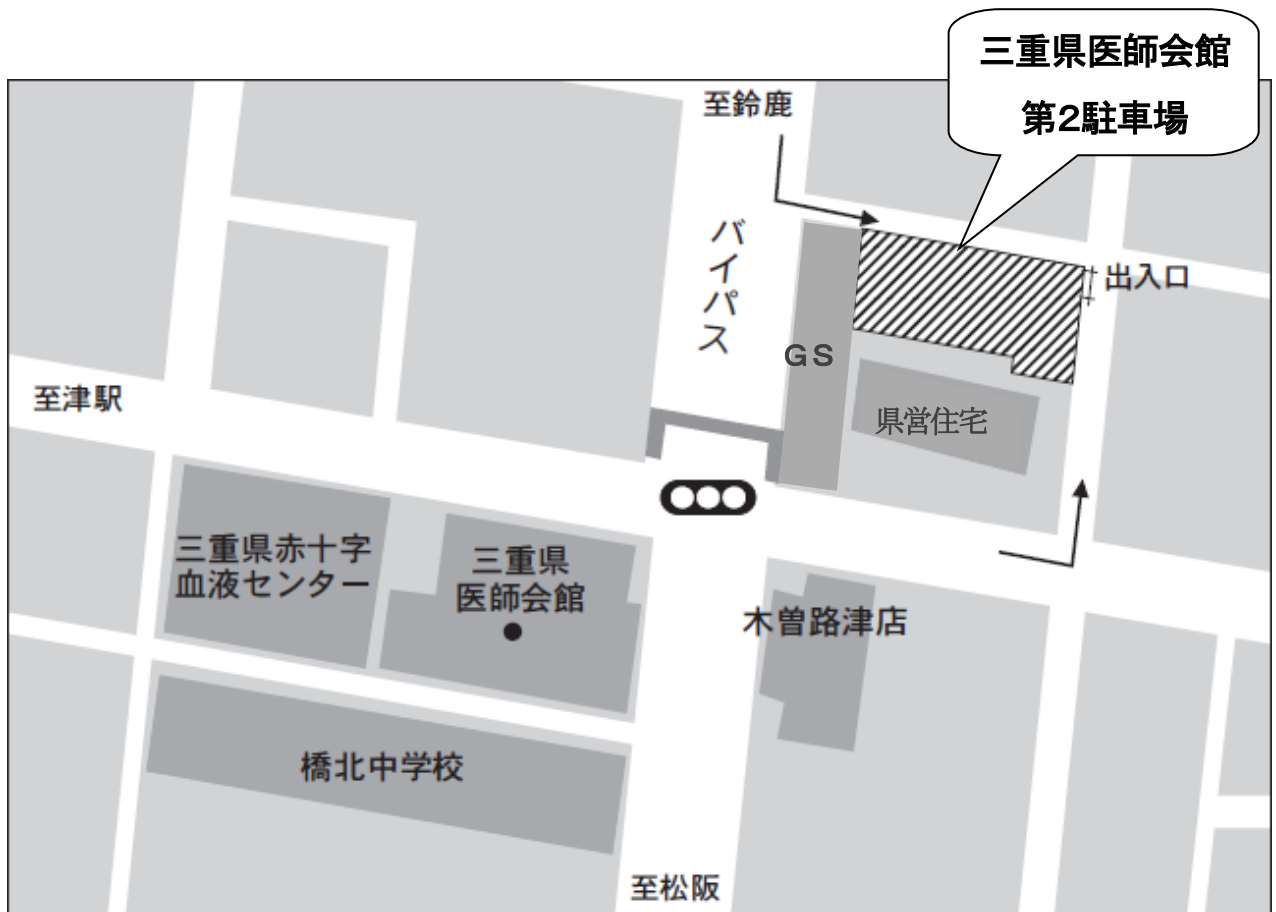 三重県医師会館
第2駐車場
至鈴鹿
バイパス
出入口
GS
至津駅
県営住宅
三重県赤十字
血液センター
三重県
医師会館
木曽路津店
橋北中学校
至松阪